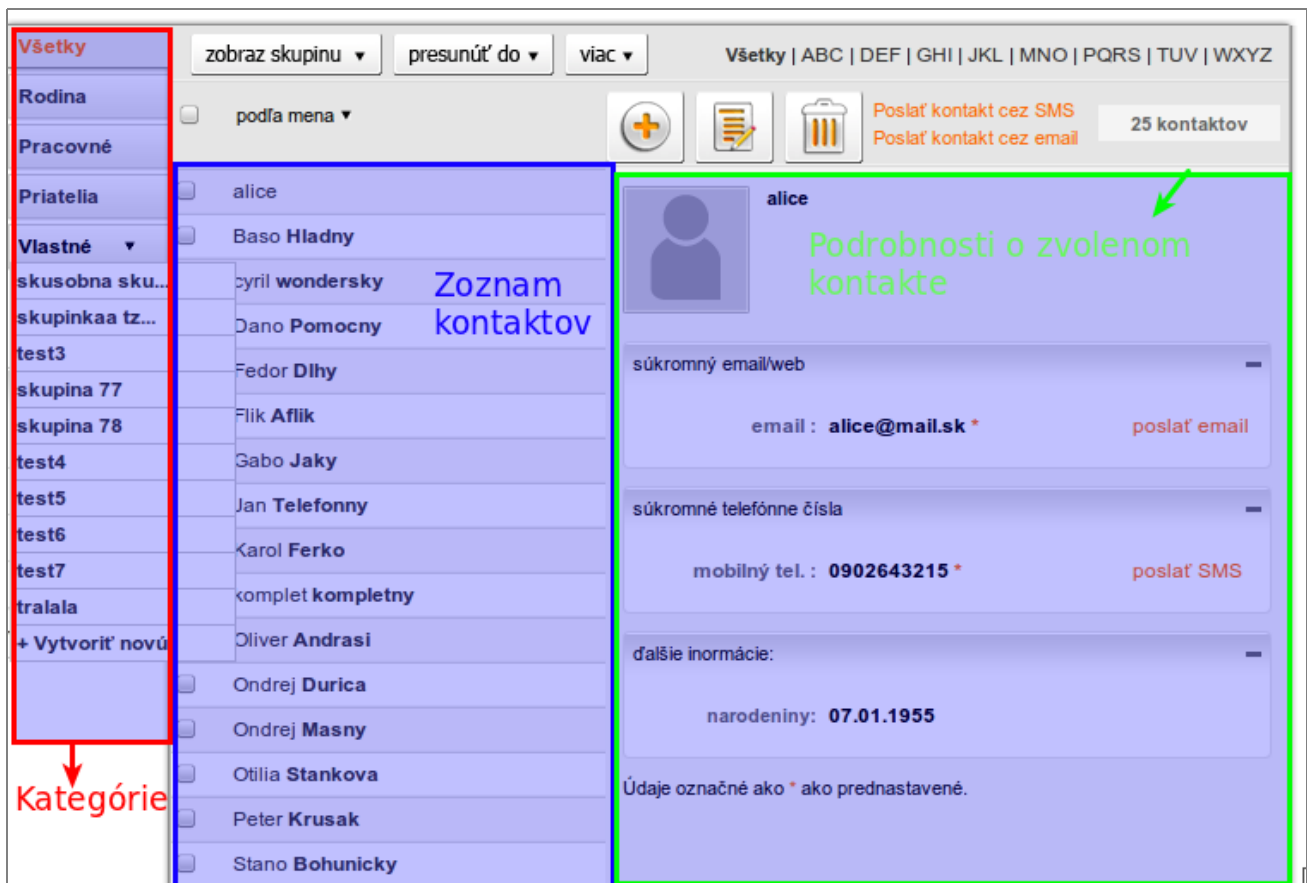 Všetky
zobraz skupinu ▾ presunúť do ▾ viac ▾ Všetky | ABC | DEF | GHI | JKL | MNO | PQRS | TUV | WXYZ
Rodina
podľa mena ▾
Poslať kontakt cez SMS
Poslať kontakt cez email
25 kontaktov
Pracovné
Priatelia
Vlastné ▾
skusobna sku...
skupinkaa tz...
test3
skupina 77
skupina 78
test4
test5
test6
test7
tralala
+ Vytvoriť novú
Kategórie
alice
Baso Hladny
cyril wondersky
Dano Pomocny
Fedor Dlhy
Flik Aflik
Gabo Jaky
Jan Telefonny
Karol Ferko
komplet kompletny
Oliver Andrasi
Ondrej Durica
Ondrej Masny
Otilia Stankova
Peter Krusak
Stano Bohunicky
Zoznam
kontaktov
alice
Podrobnosti o zvolenom
kontakte
súkromný email/web
email : alice@mail.sk * poslať email
súkromné telefónne čísla
mobilný tel. : 0902643215 * poslať SMS
ďalšie inormácie:
narodeniny: 07.01.1955
Údaje označné ako * ako prednastavené.